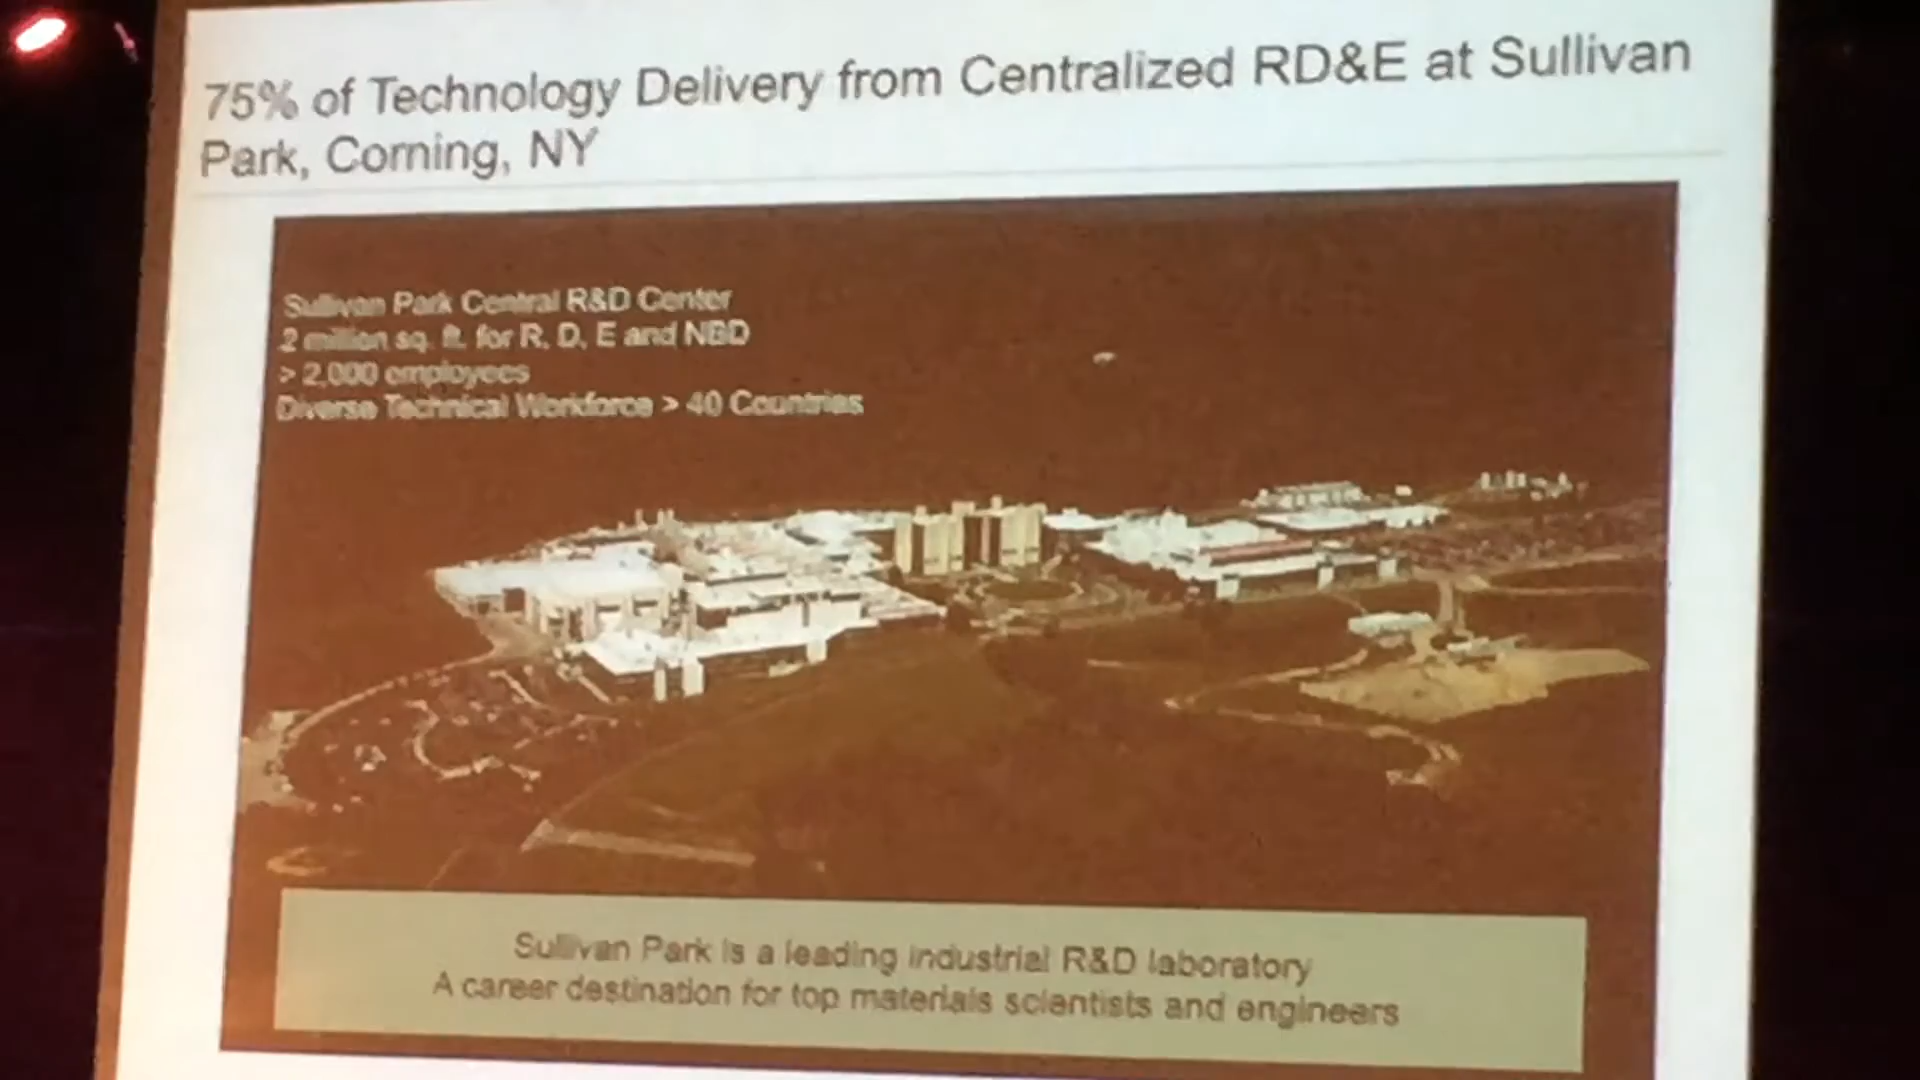 75% of Technology Delivery from Centralized RD&E at Sullivan
Park, Corning, NY
Sullivan Park Central R&D Center
2 million sq. ft. for R, D, E and NBD
> 2,000 employees
Diverse Technical Workforce > 40 Countries
Sullivan Park is a leading industrial R&D laboratory
A career destination for top materials scientists and engineers